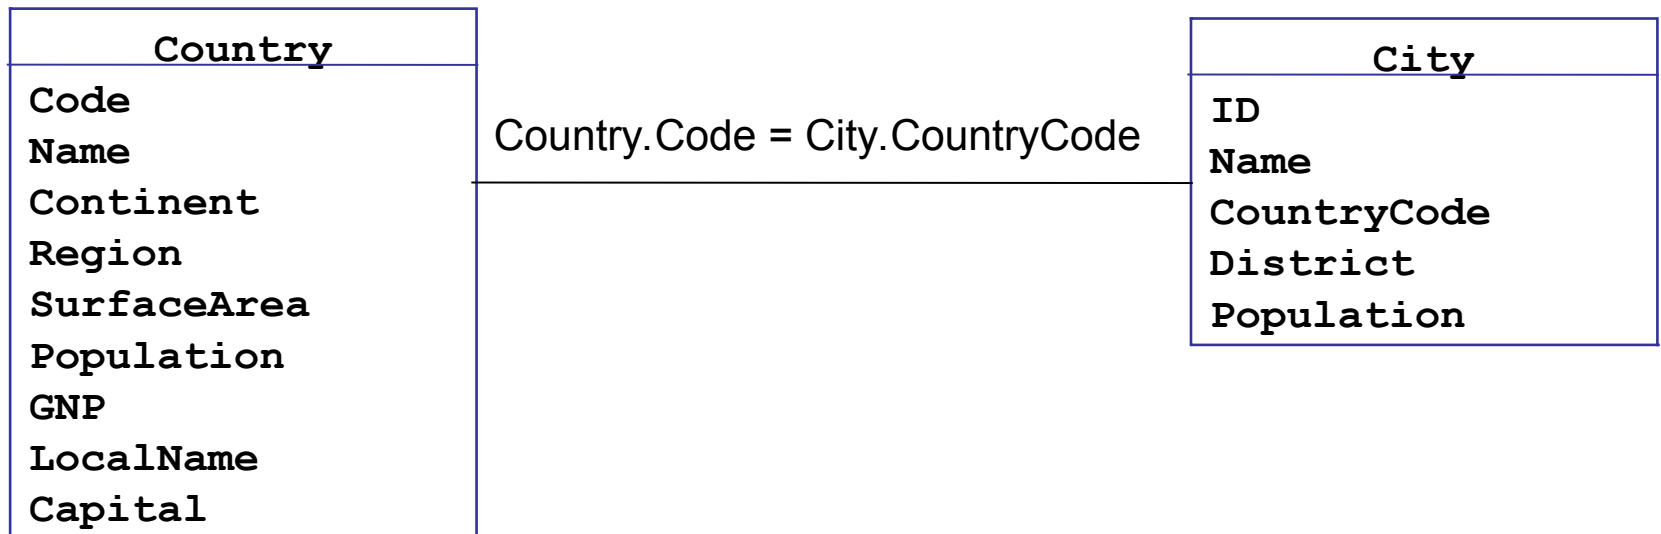 Country
Code
Name
Continent
Region
SurfaceArea
Population
GNP
LocalName
Capital
Country.Code = City.CountryCode
City
ID
Name
CountryCode
District
Population